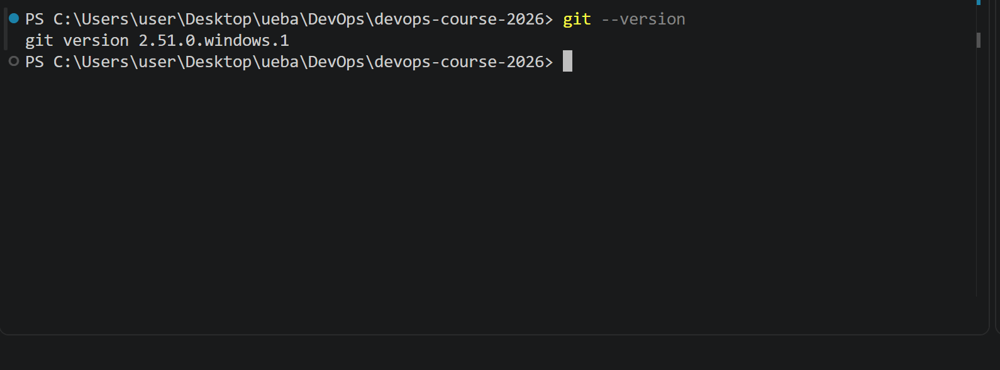 PS C:\Users\user\Desktop\ueba\DevOps\devops-course-2026> git --version
git version 2.51.0.windows.1
PS C:\Users\user\Desktop\ueba\DevOps\devops-course-2026>